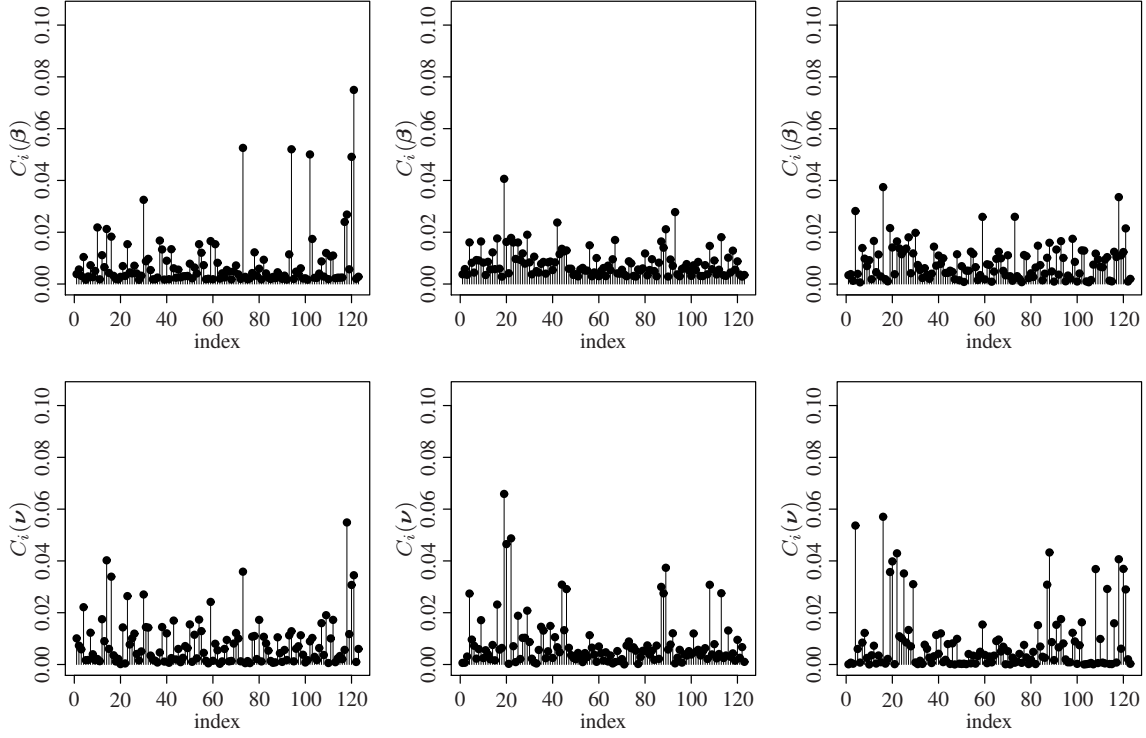 0.10 0.10 0.10
0.08 0.08 0.08
0.06 0.06 0.06
0.04 0.04 0.04
0.02 0.02 0.02
0.00 0.00 0.00
C_i(β) C_i(β) C_i(β)
0 20 40 60 80 100 120 0 20 40 60 80 100 120 0 20 40 60 80 100 120
index index index
0.10 0.10 0.10
0.08 0.08 0.08
0.06 0.06 0.06
0.04 0.04 0.04
0.02 0.02 0.02
0.00 0.00 0.00
C_i(ν) C_i(ν) C_i(ν)
0 20 40 60 80 100 120 0 20 40 60 80 100 120 0 20 40 60 80 100 120
index index index